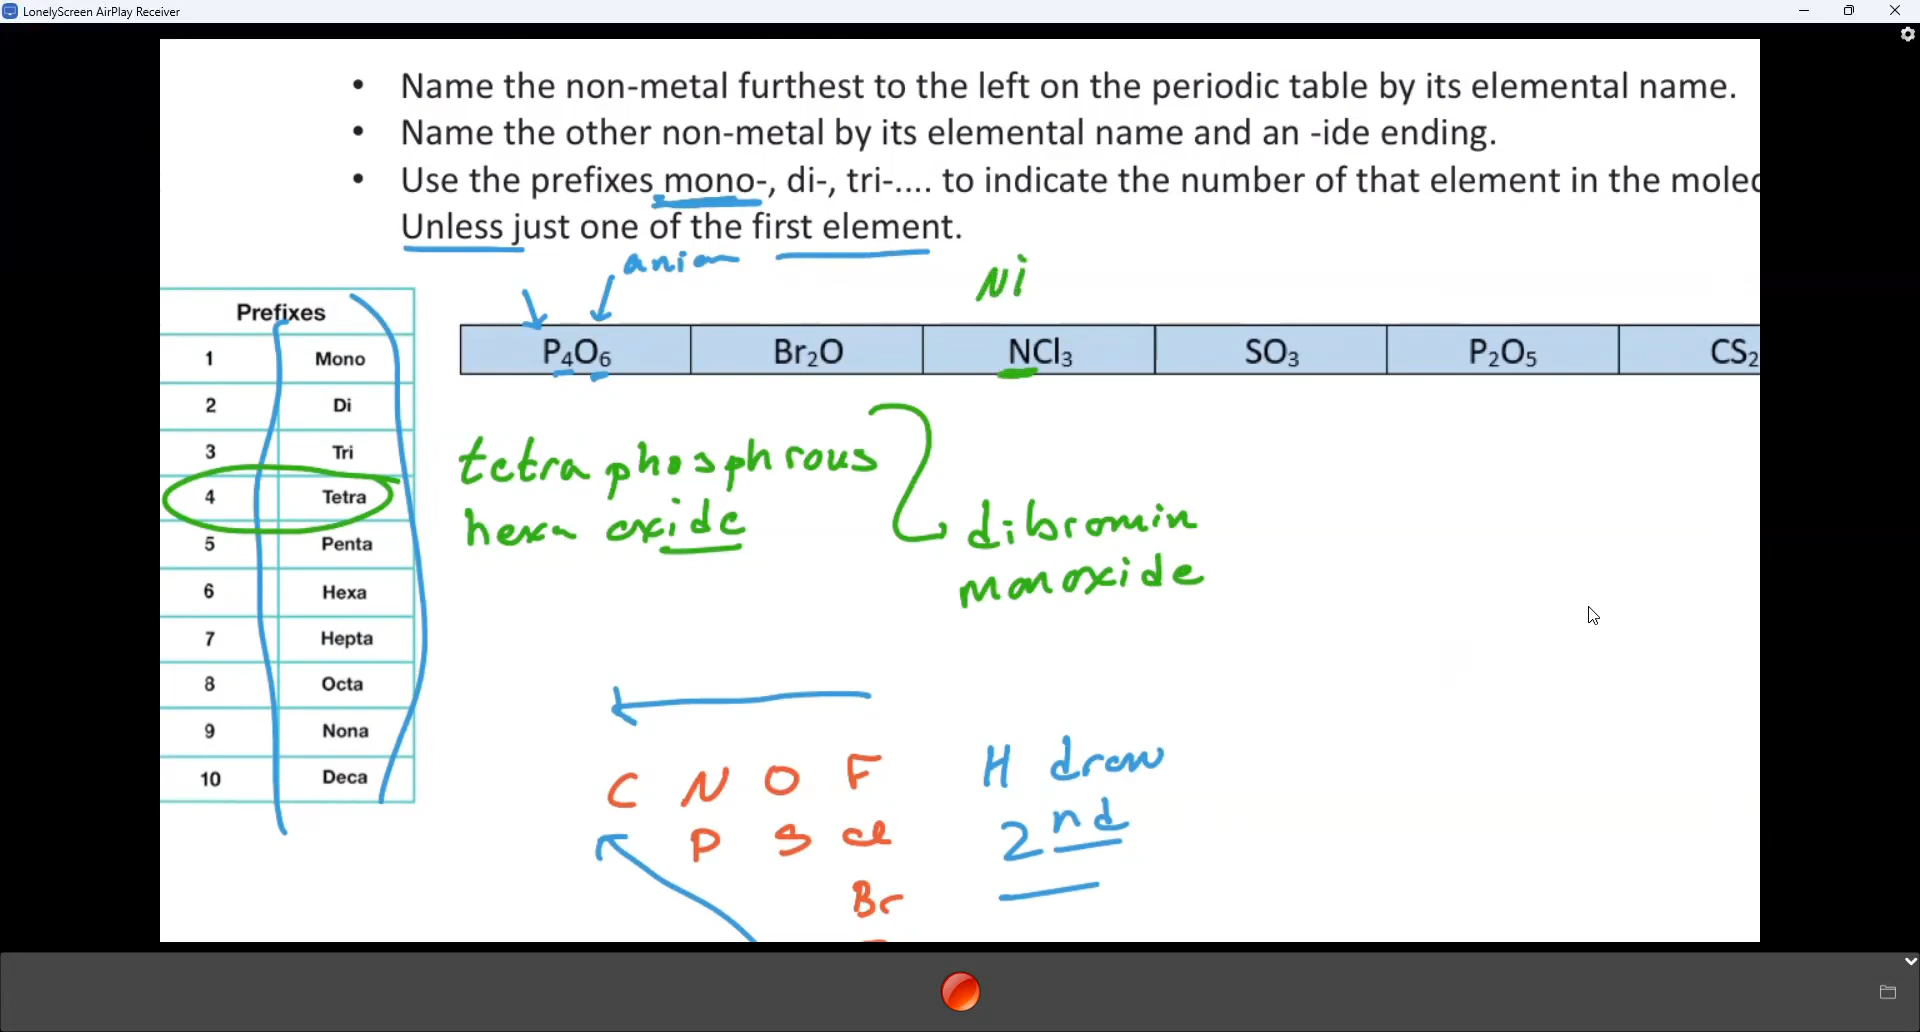 LonelyScreen AirPlay Receiver
• Name the non-metal furthest to the left on the periodic table by its elemental name.
• Name the other non-metal by its elemental name and an -ide ending.
• Use the prefixes mono-, di-, tri-.... to indicate the number of that element in the molec
Unless just one of the first element.
anion
Ni
Prefixes
1 Mono
2 Di
3 Tri
4 Tetra
5 Penta
6 Hexa
7 Hepta
8 Octa
9 Nona
10 Deca
P₄O₆ Br₂O NCl₃ SO₃ P₂O₅ CS₂
tetra phosphrous
hexa oxide
dibromin
monoxide
C N O F
P S Cl
Br
H draw
2nd